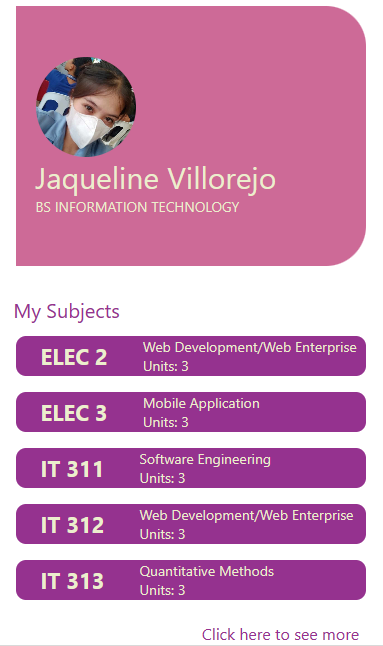 Jaqueline Villorejo
BS INFORMATION TECHNOLOGY
My Subjects
ELEC 2
Web Development/Web Enterprise
Units: 3
ELEC 3
Mobile Application
Units: 3
IT 311
Software Engineering
Units: 3
IT 312
Web Development/Web Enterprise
Units: 3
IT 313
Quantitative Methods
Units: 3
Click here to see more